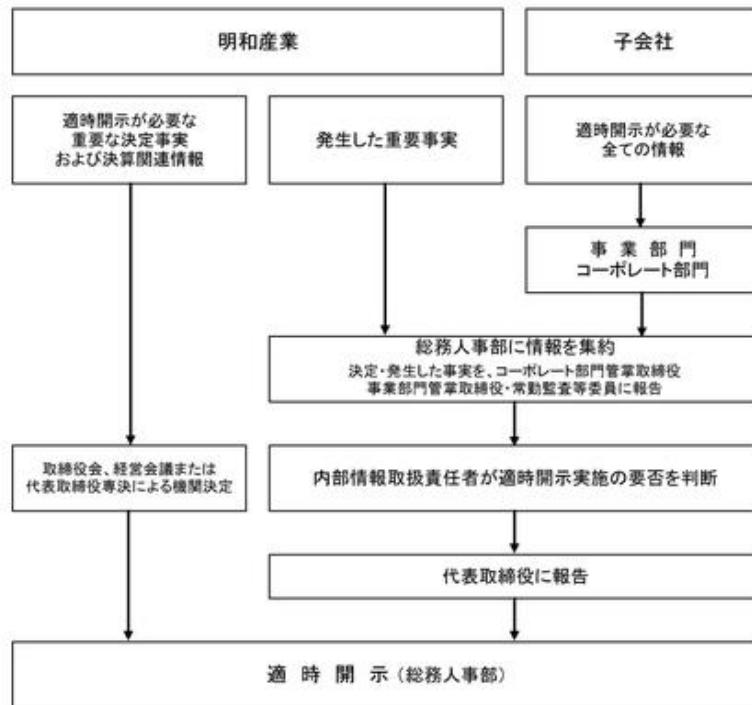 明和産業
子会社
適時開示が必要な
重要な決定事実
および決算関連情報
発生した重要事実
適時開示が必要な
全ての情報
事 業 部 門
コーポレート部門
総務人事部に情報を集約
決定・発生した事実を、コーポレート部門管掌取締役
事業部門管掌取締役・常勤監査等委員に報告
取締役会、経営会議または
代表取締役専決による機関決定
内部情報取扱責任者が適時開示実施の要否を判断
代表取締役に報告
適 時 開 示 (総務人事部)